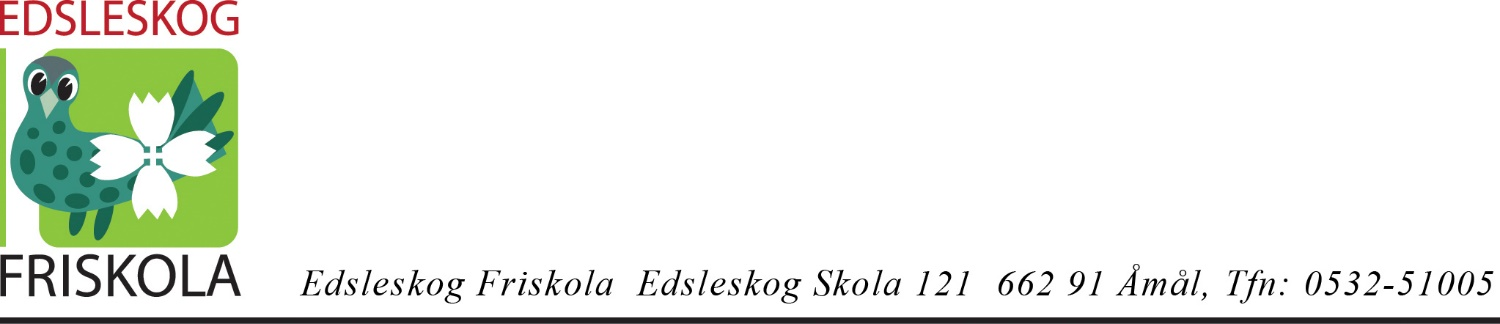 EDSLESKOG
FRISKOLA
Edsleskog Friskola Edsleskog Skola 121 662 91 Åmål, Tfn: 0532-51005